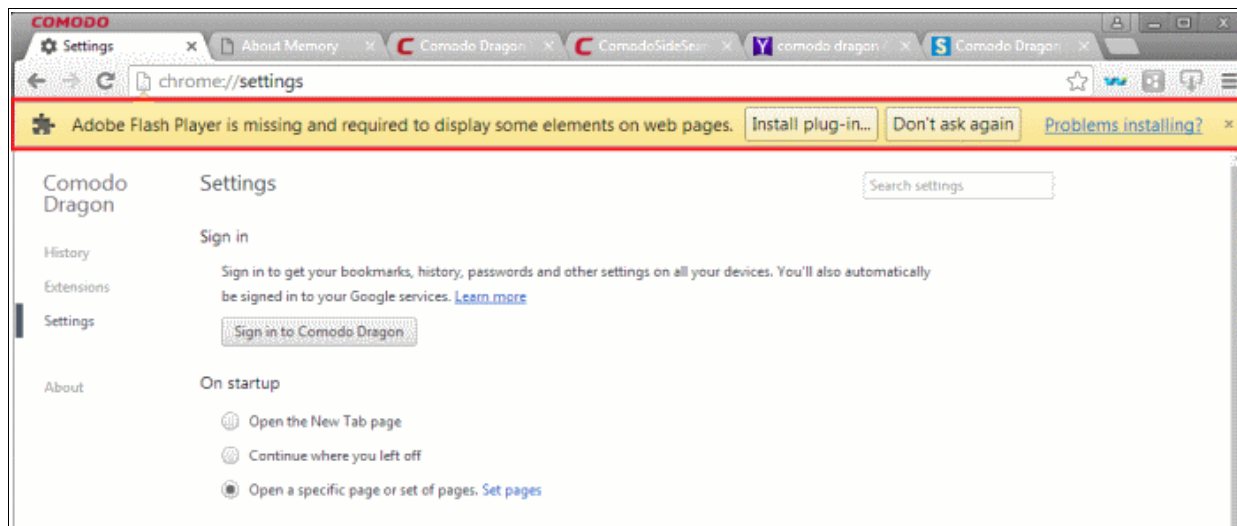 COMODO
Settings About Memory Comodo Dragon ComodoSideSear comodo dragon / Comodo Dragon
chrome://settings
Adobe Flash Player is missing and required to display some elements on web pages. Install plug-in... Don't ask again Problems installing?
Comodo
Dragon
Settings
Search settings
History
Extensions
Settings
About
Sign in
Sign in to get your bookmarks, history, passwords and other settings on all your devices. You'll also automatically
be signed in to your Google services. Learn more
Sign in to Comodo Dragon
On startup
Open the New Tab page
Continue where you left off
Open a specific page or set of pages. Set pages